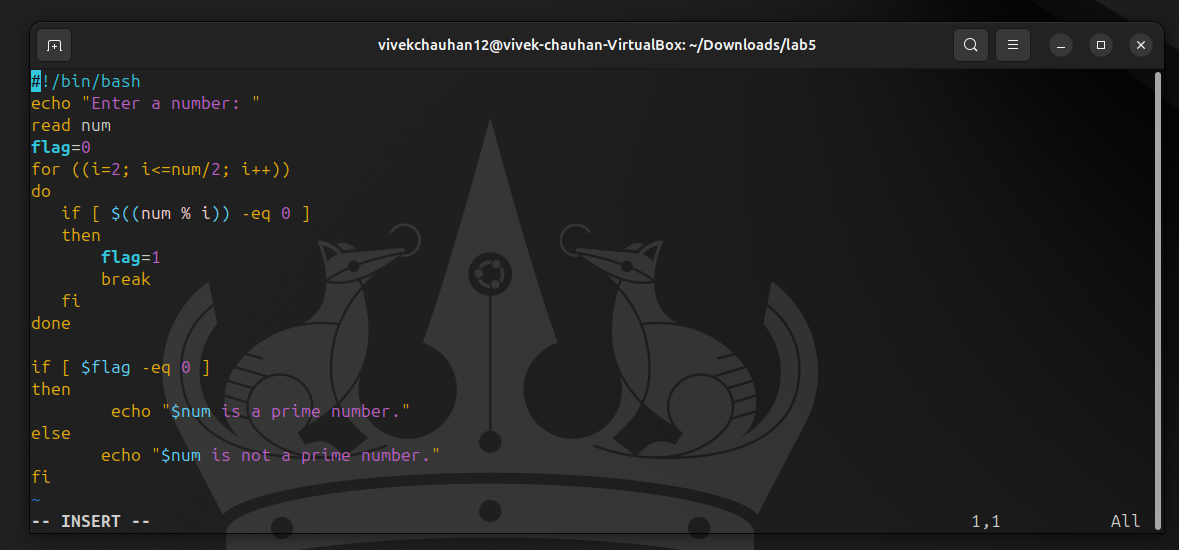 vivekchauhan12@vivek-chauhan-VirtualBox: ~/Downloads/lab5
#!/bin/bash
echo "Enter a number: "
read num
flag=0
for ((i=2; i<=num/2; i++))
do
   if [ $((num % i)) -eq 0 ]
   then
       flag=1
       break
   fi
done

if [ $flag -eq 0 ]
then
        echo "$num is a prime number."
else
       echo "$num is not a prime number."
fi
~
-- INSERT -- 1,1 All